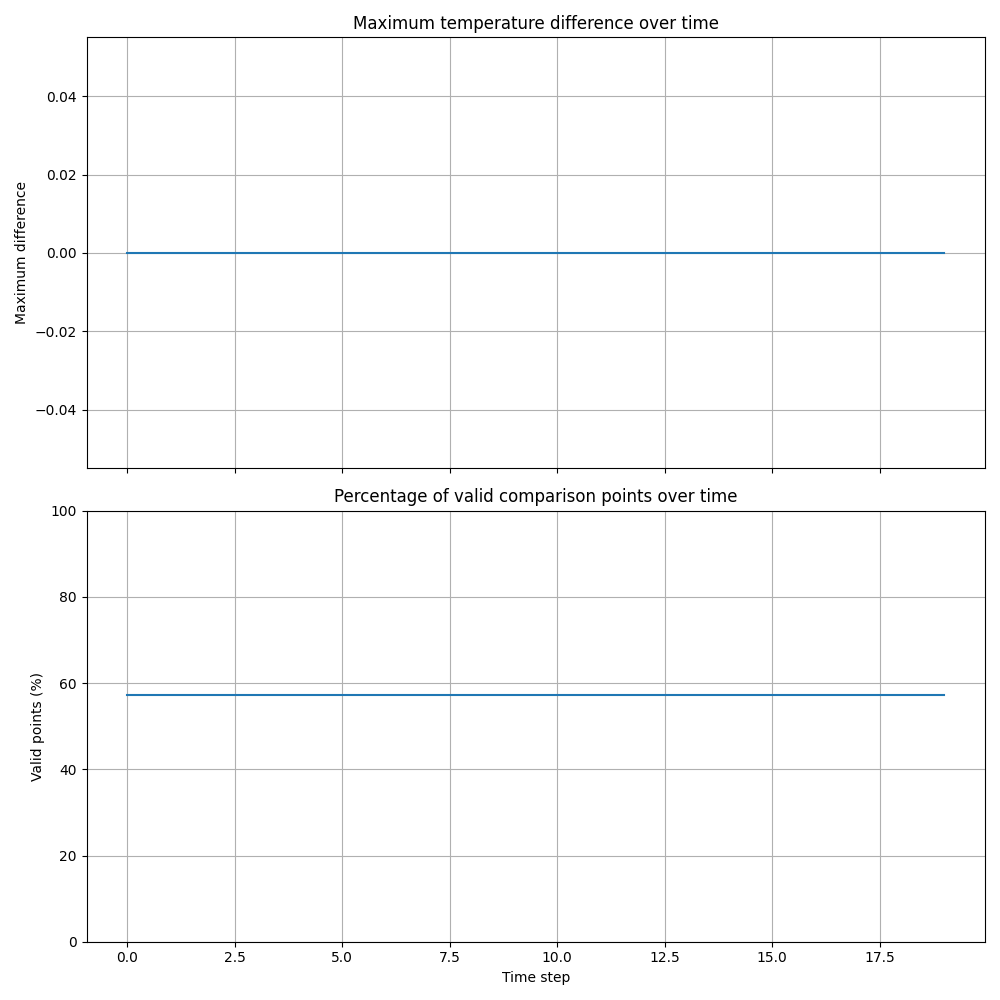 Maximum temperature difference over time
0.04
0.02
0.00
−0.02
−0.04
Maximum difference
Percentage of valid comparison points over time
100
80
60
40
20
0
Valid points (%)
0.0 2.5 5.0 7.5 10.0 12.5 15.0 17.5
Time step